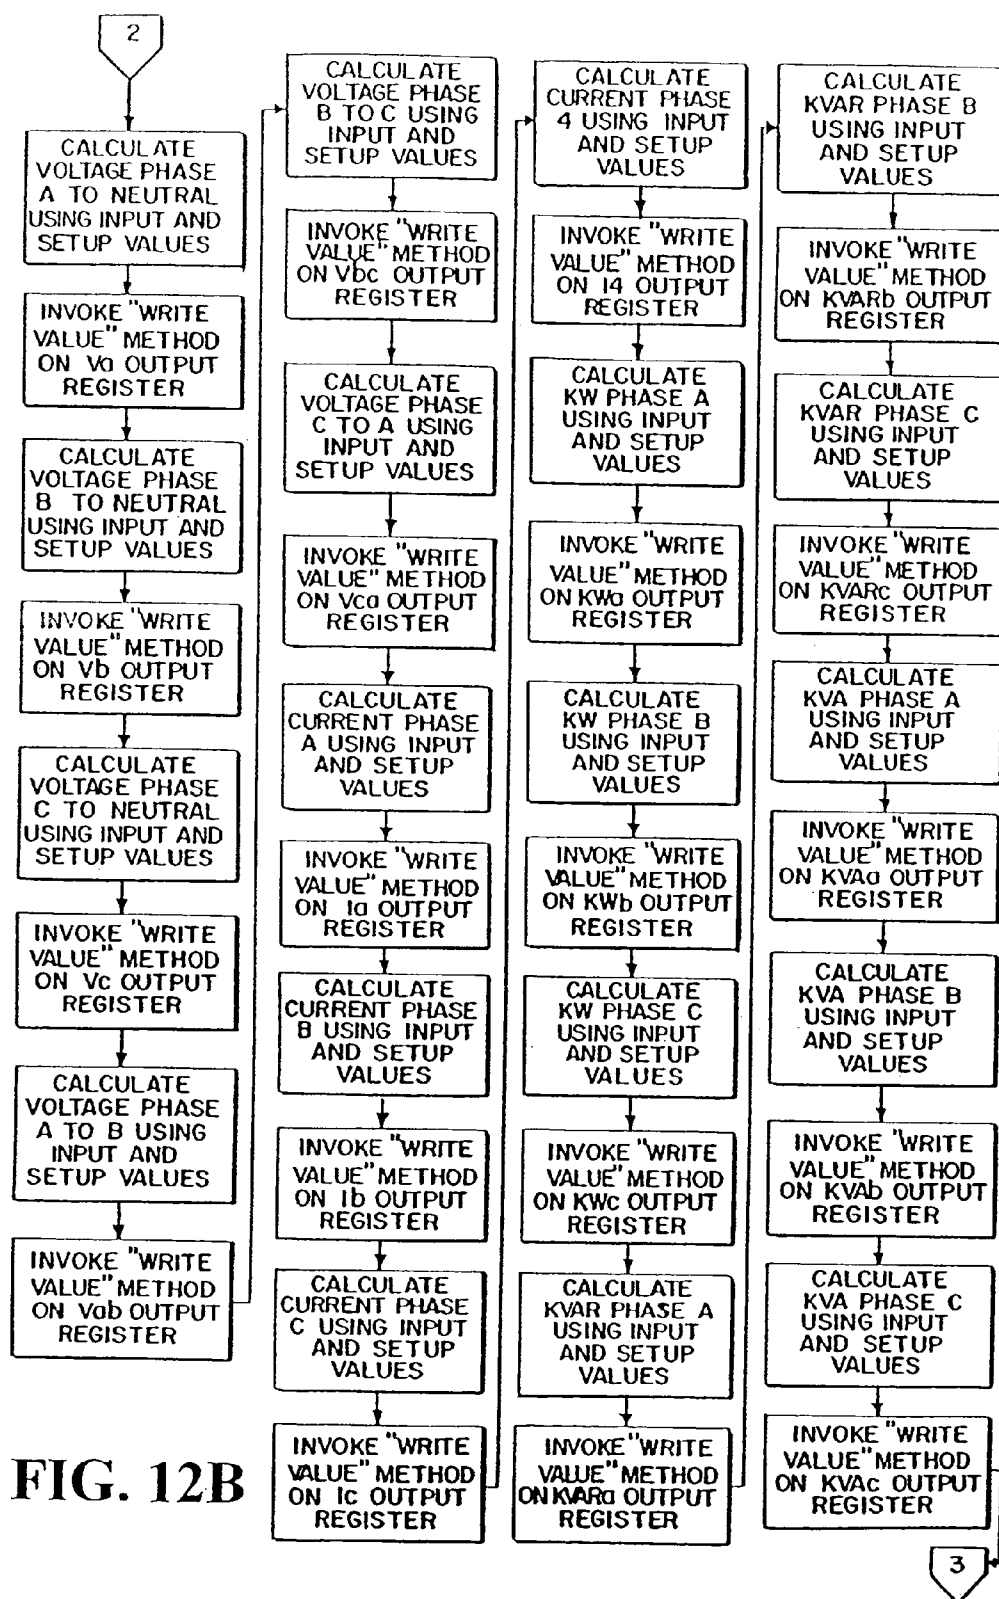 2
CALCULATE
VOLTAGE PHASE
A TO NEUTRAL
USING INPUT AND
SETUP VALUES
INVOKE "WRITE
VALUE" METHOD
ON Va OUTPUT
REGISTER
CALCULATE
VOLTAGE PHASE
B TO NEUTRAL
USING INPUT AND
SETUP VALUES
INVOKE "WRITE
VALUE" METHOD
ON Vb OUTPUT
REGISTER
CALCULATE
VOLTAGE PHASE
C TO NEUTRAL
USING INPUT AND
SETUP VALUES
INVOKE "WRITE
VALUE" METHOD
ON Vc OUTPUT
REGISTER
CALCULATE
VOLTAGE PHASE
A TO B USING
INPUT AND
SETUP VALUES
INVOKE "WRITE
VALUE" METHOD
ON Vab OUTPUT
REGISTER
CALCULATE
VOLTAGE PHASE
B TO C USING
INPUT AND
SETUP VALUES
INVOKE "WRITE
VALUE" METHOD
ON Vbc OUTPUT
REGISTER
CALCULATE
VOLTAGE PHASE
C TO A USING
INPUT AND
SETUP VALUES
INVOKE "WRITE
VALUE" METHOD
ON Vca OUTPUT
REGISTER
CALCULATE
CURRENT PHASE
A USING INPUT
AND SETUP
VALUES
INVOKE "WRITE
VALUE" METHOD
ON Ia OUTPUT
REGISTER
CALCULATE
CURRENT PHASE
B USING INPUT
AND SETUP
VALUES
INVOKE "WRITE
VALUE" METHOD
ON Ib OUTPUT
REGISTER
CALCULATE
CURRENT PHASE
C USING INPUT
AND SETUP
VALUES
INVOKE "WRITE
VALUE" METHOD
ON Ic OUTPUT
REGISTER
CALCULATE
CURRENT PHASE
4 USING INPUT
AND SETUP
VALUES
INVOKE "WRITE
VALUE" METHOD
ON I4 OUTPUT
REGISTER
CALCULATE
KW PHASE A
USING INPUT
AND SETUP
VALUES
INVOKE "WRITE
VALUE" METHOD
ON KWa OUTPUT
REGISTER
CALCULATE
KW PHASE B
USING INPUT
AND SETUP
VALUES
INVOKE "WRITE
VALUE" METHOD
ON KWb OUTPUT
REGISTER
CALCULATE
KW PHASE C
USING INPUT
AND SETUP
VALUES
INVOKE "WRITE
VALUE" METHOD
ON KWc OUTPUT
REGISTER
CALCULATE
KVAR PHASE A
USING INPUT
AND SETUP
VALUES
INVOKE "WRITE
VALUE" METHOD
ON KVARa OUTPUT
REGISTER
CALCULATE
KVAR PHASE B
USING INPUT
AND SETUP
VALUES
INVOKE "WRITE
VALUE" METHOD
ON KVARb OUTPUT
REGISTER
CALCULATE
KVAR PHASE C
USING INPUT
AND SETUP
VALUES
INVOKE "WRITE
VALUE" METHOD
ON KVARc OUTPUT
REGISTER
CALCULATE
KVA PHASE A
USING INPUT
AND SETUP
VALUES
INVOKE "WRITE
VALUE" METHOD
ON KVAa OUTPUT
REGISTER
CALCULATE
KVA PHASE B
USING INPUT
AND SETUP
VALUES
INVOKE "WRITE
VALUE" METHOD
ON KVAb OUTPUT
REGISTER
CALCULATE
KVA PHASE C
USING INPUT
AND SETUP
VALUES
INVOKE "WRITE
VALUE" METHOD
ON KVAc OUTPUT
REGISTER
3
FIG. 12B